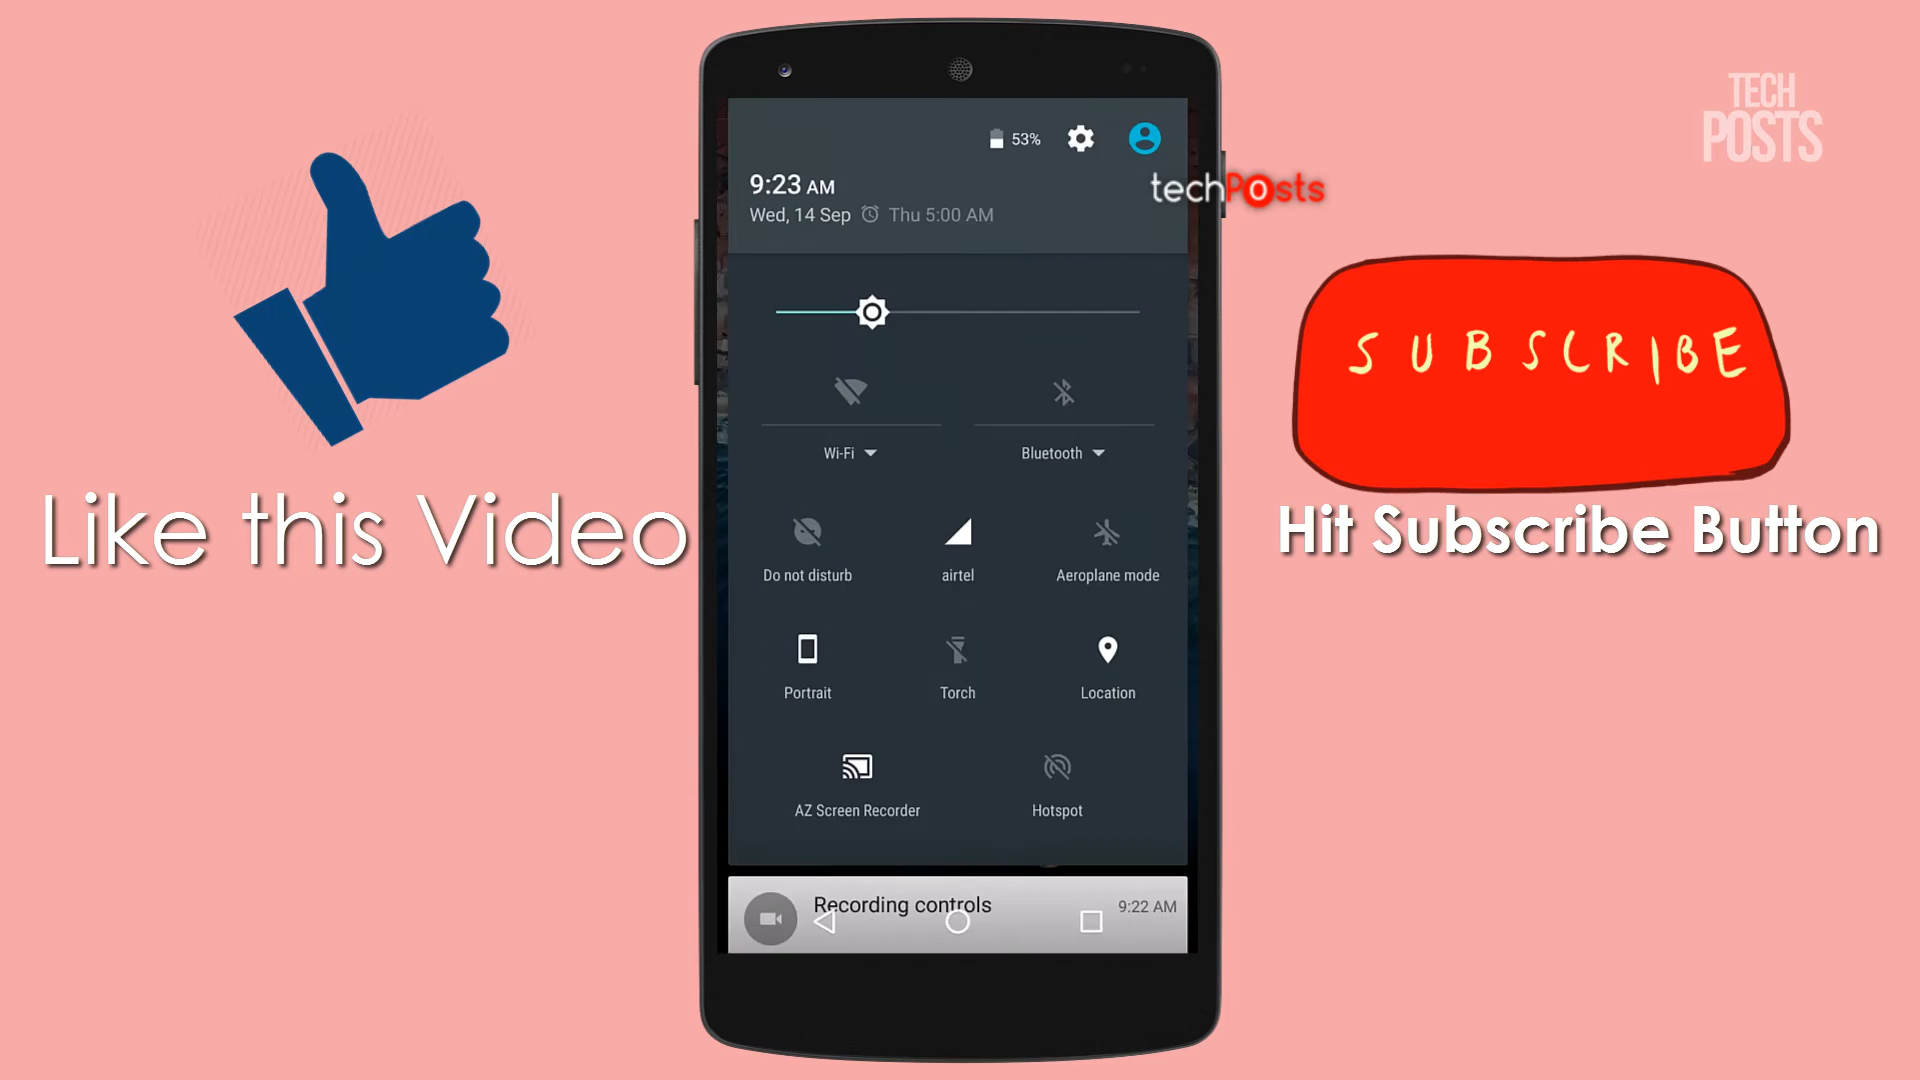 TECH
POSTS
53%
9:23 AM
techPosts
Wed, 14 Sep Thu 5:00 AM
SUBSCRIBE
Wi-Fi
Bluetooth
Like this Video
Hit Subscribe Button
Do not disturb
airtel
Aeroplane mode
Portrait
Torch
Location
AZ Screen Recorder
Hotspot
Recording controls
9:22 AM